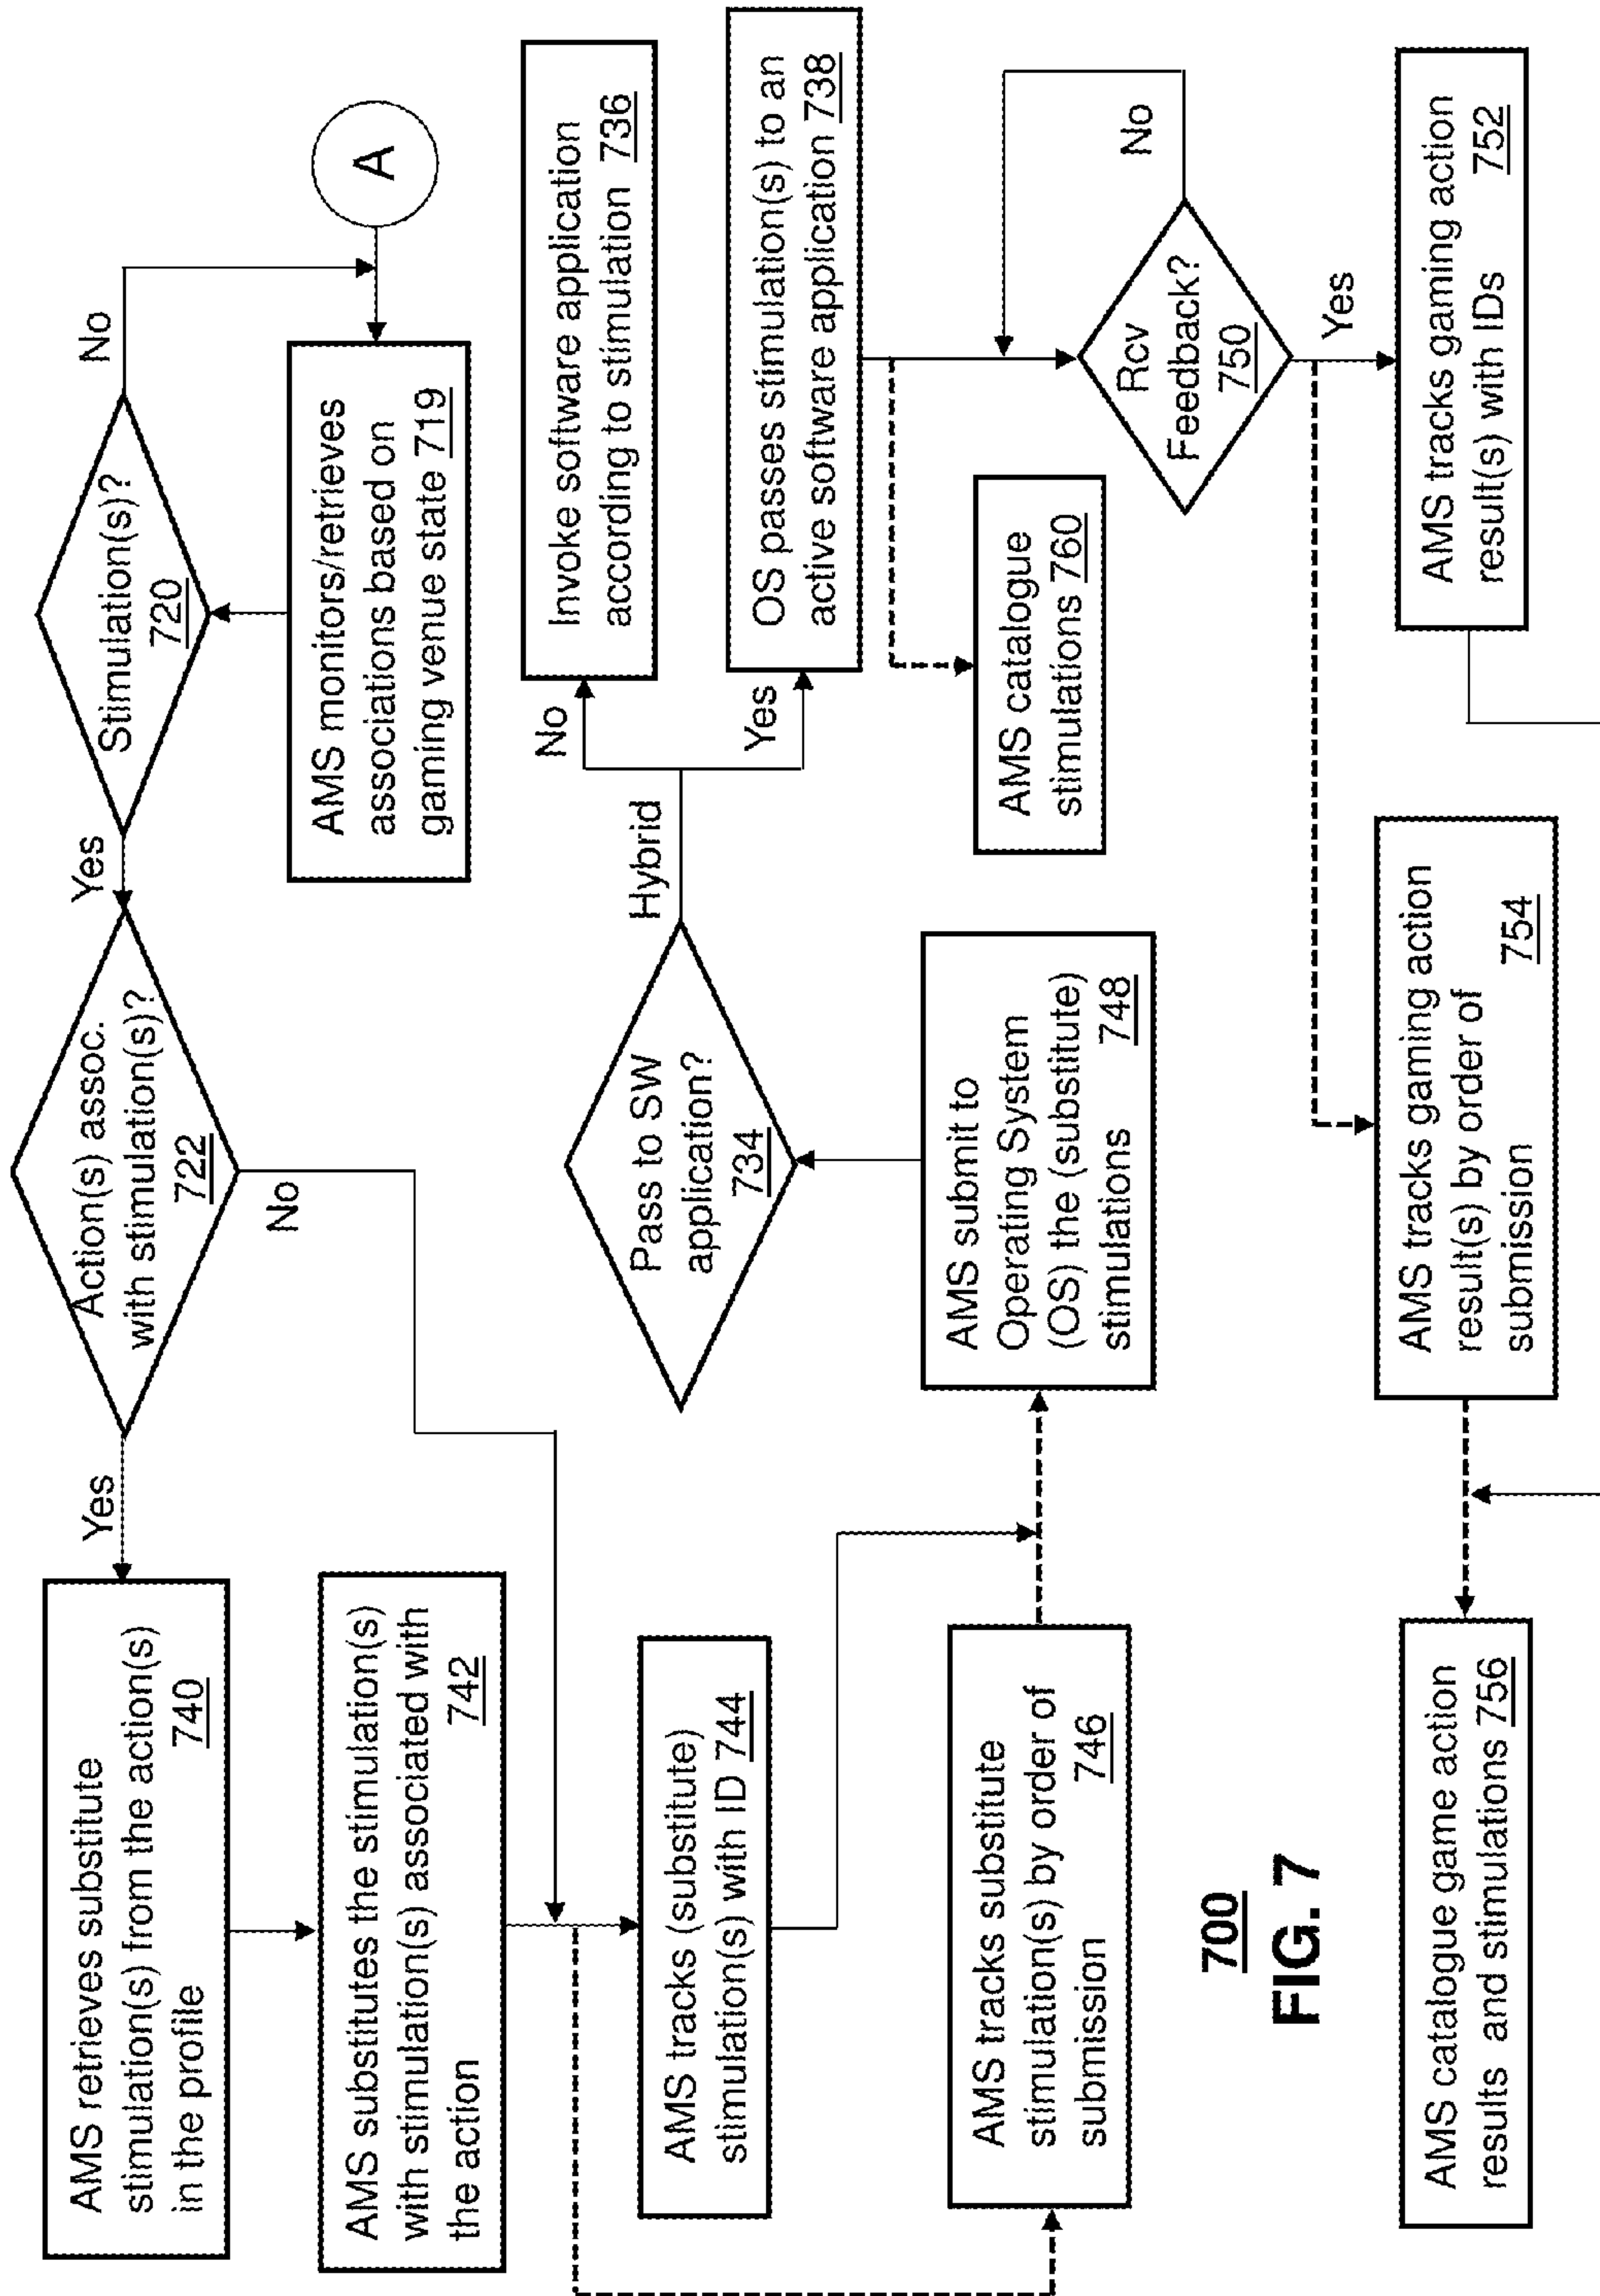 A
AMS monitors/retrieves
associations based on
gaming venue state 719
Stimulation(s)?
720
No
Yes
Action(s) assoc.
with stimulation(s)?
722
No
Yes
AMS retrieves substitute
stimulation(s) from the action(s)
in the profile 740
AMS substitutes the stimulation(s)
with stimulation(s) associated with
the action 742
AMS tracks (substitute)
stimulation(s) with ID 744
AMS tracks substitute
stimulation(s) by order of
submission 746
AMS submit to
Operating System
(OS) the (substitute)
stimulations 748
Pass to SW
application?
734
Hybrid
No
Yes
Invoke software application
according to stimulation 736
OS passes stimulation(s) to an
active software application 738
AMS catalogue
stimulations 760
Rcv
Feedback?
750
No
Yes
AMS tracks gaming action
result(s) with IDs 752
AMS tracks gaming action
result(s) by order of
submission 754
AMS catalogue game action
results and stimulations 756
700
FIG. 7